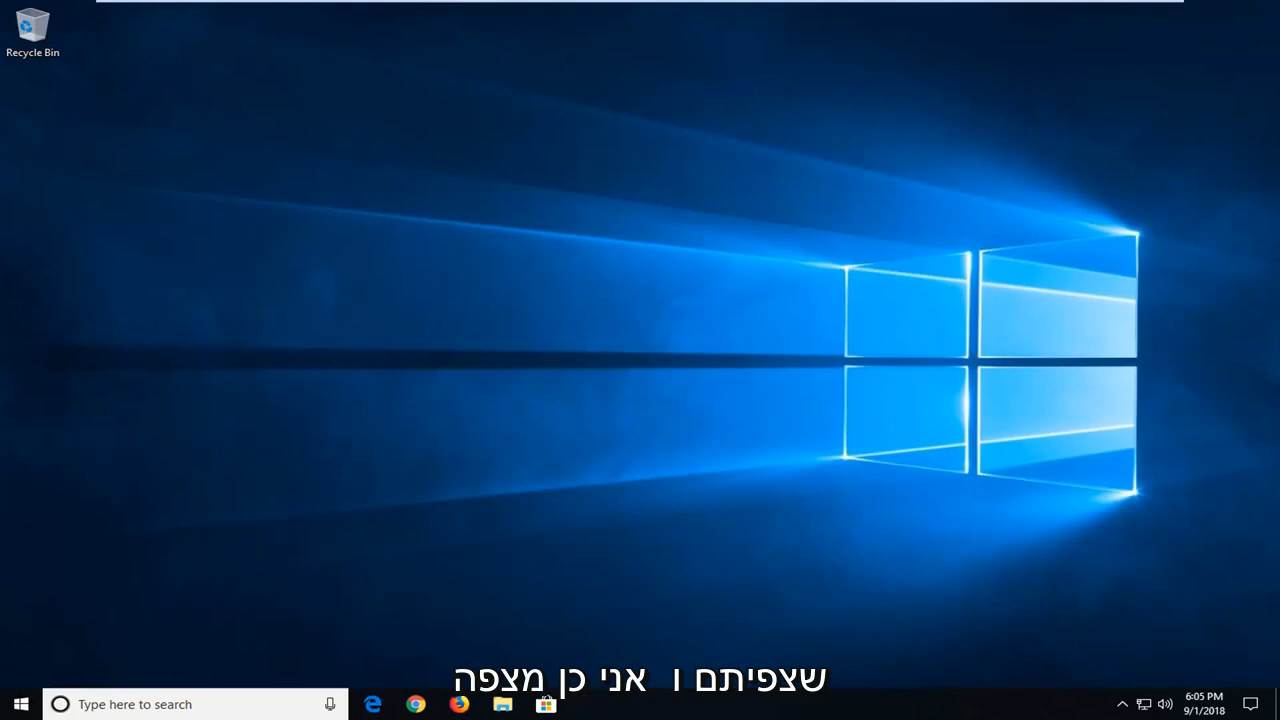 Recycle Bin
שצפיתם ו אני כן מצפה
Type here to search
6:05 PM
9/1/2018